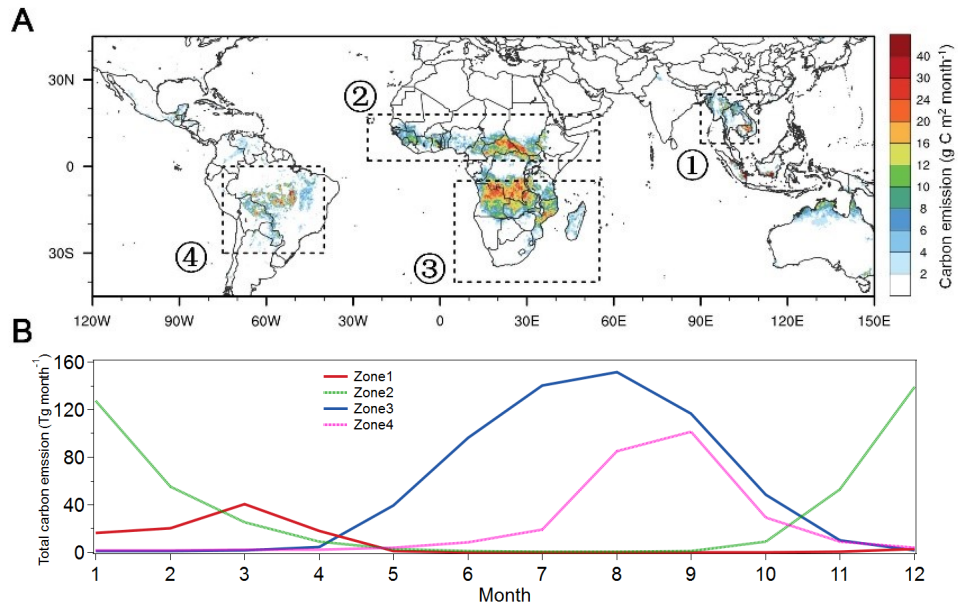 A
30N
0
30S
120W 90W 60W 30W 0 30E 60E 90E 120E 150E
①
②
③
④
40
30
24
20
16
12
10
8
6
4
2
Carbon emission (g C m² month⁻¹)
B
Total carbon emssion (Tg month⁻¹)
160
120
80
40
0
Zone1
Zone2
Zone3
Zone4
1 2 3 4 5 6 7 8 9 10 11 12
Month